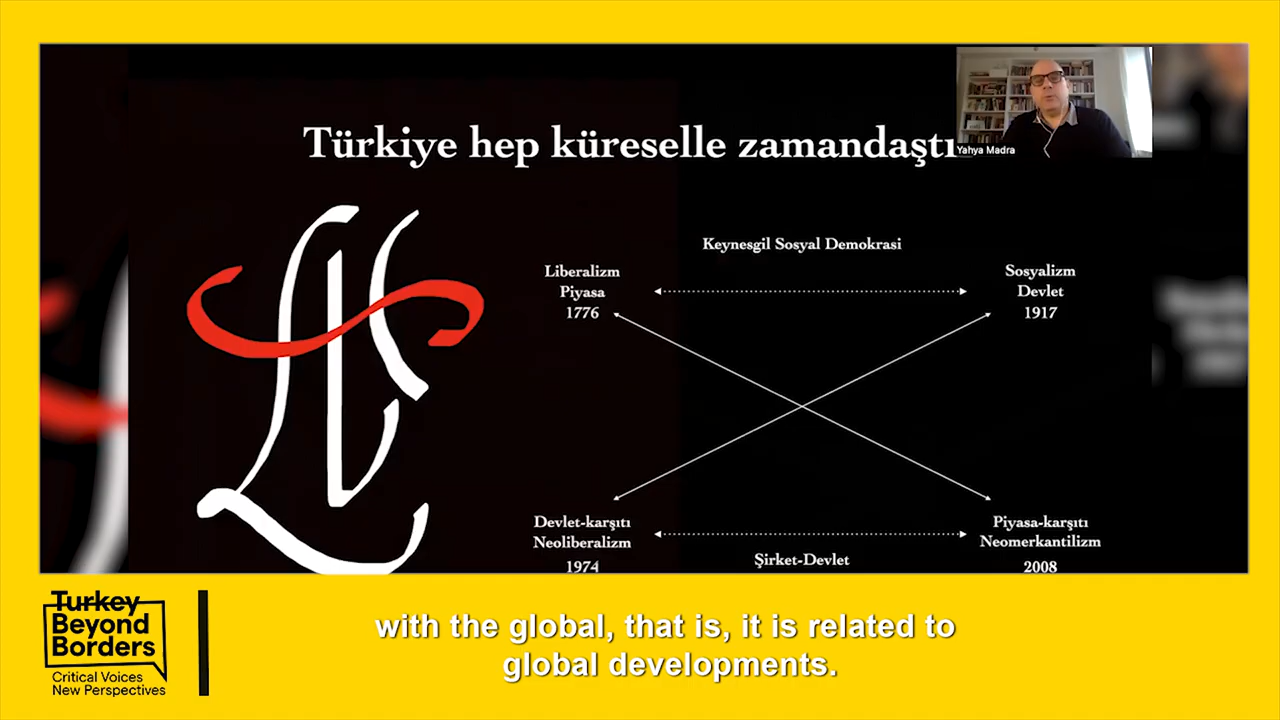 Türkiye hep küreselle zamandaştı
Yahya Madra
Keynesgil Sosyal Demokrasi
Liberalizm
Piyasa
1776
Sosyalizm
Devlet
1917
Devlet-karşıtı
Neoliberalizm
1974
Piyasa-karşıtı
Neomerkantilizm
2008
Şirket-Devlet
Turkey
Beyond
Borders
Critical Voices
New Perspectives
with the global, that is, it is related to
global developments.